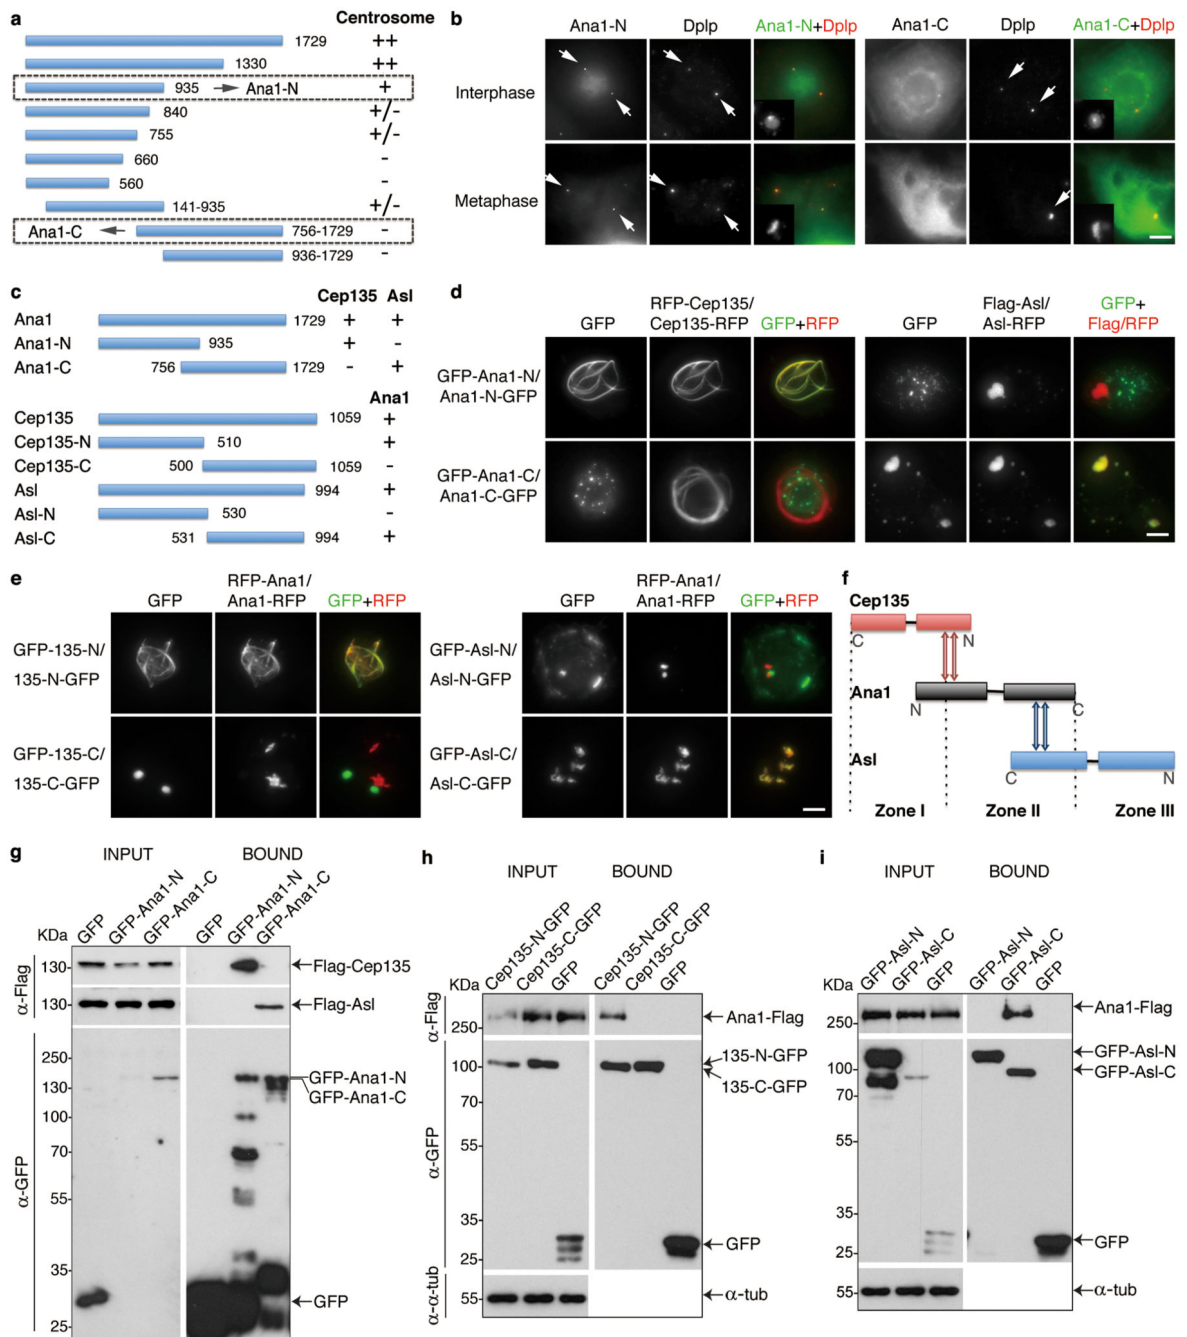 a
Centrosome
1729 ++
1330 ++
935 Ana1-N +
840 +/-
755 +/-
660 -
560 -
141-935 +/-
Ana1-C 756-1729 -
936-1729 -
b
Ana1-N Dplp Ana1-N+Dplp Ana1-C Dplp Ana1-C+Dplp
Interphase
Metaphase
c
Cep135 Asl
Ana1 1729 + +
Ana1-N 935 + -
Ana1-C 756 1729 - +
Ana1
Cep135 1059 +
Cep135-N 510 +
Cep135-C 500 1059 -
Asl 994 +
Asl-N 530 -
Asl-C 531 994 +
d
RFP-Cep135/ Flag-Asl/ GFP+
GFP Cep135-RFP GFP+RFP GFP Asl-RFP Flag/RFP
GFP-Ana1-N/
Ana1-N-GFP
GFP-Ana1-C/
Ana1-C-GFP
e
RFP-Ana1/ RFP-Ana1/
GFP Ana1-RFP GFP+RFP GFP Ana1-RFP GFP+RFP
GFP-135-N/ GFP-Asl-N/
135-N-GFP Asl-N-GFP
GFP-135-C/ GFP-Asl-C/
135-C-GFP Asl-C-GFP
f
Cep135
C N
Ana1
N C
Asl
C N
Zone I Zone II Zone III
g
INPUT BOUND
GFP GFP-Ana1-N GFP-Ana1-C GFP GFP-Ana1-N GFP-Ana1-C
KDa
α-Flag
130- Flag-Cep135
130- Flag-Asl
α-GFP
250-
130- GFP-Ana1-N
GFP-Ana1-C
100-
70-
55-
35-
GFP
25-
h
INPUT BOUND
Cep135-N-GFP Cep135-C-GFP GFP Cep135-N-GFP Cep135-C-GFP GFP
KDa
α-Flag
Ana1-Flag
250-
α-GFP
100- 135-N-GFP
135-C-GFP
70-
55-
35-
GFP
25-
α-α-tub
55- α-tub
i
INPUT BOUND
GFP-Asl-N GFP-Asl-C GFP GFP-Asl-N GFP-Asl-C GFP
KDa
Ana1-Flag
250-
GFP-Asl-N
100- GFP-Asl-C
70-
55-
35-
GFP
25-
55- α-tub